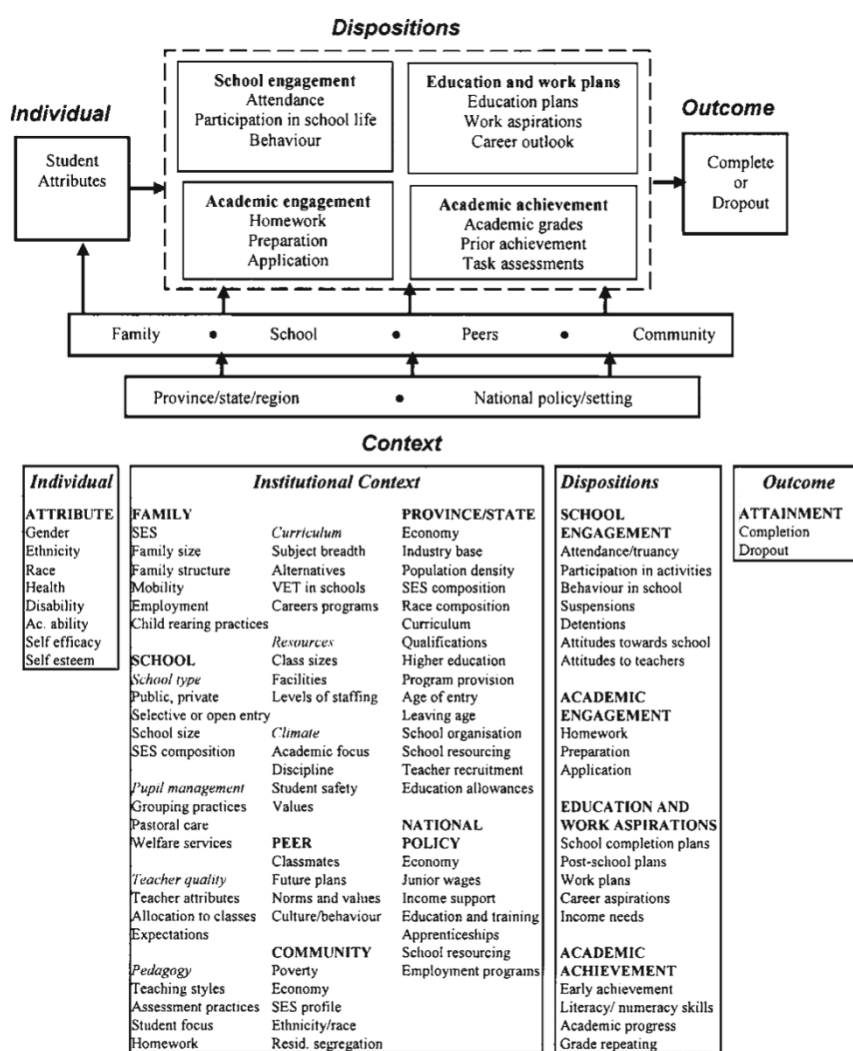 Dispositions
Individual
School engagement
Attendance
Participation in school life
Behaviour
Education and work plans
Education plans
Work aspirations
Career outlook
Outcome
Student
Attributes
Complete
or
Dropout
Academic engagement
Homework
Preparation
Application
Academic achievement
Academic grades
Prior achievement
Task assessments
Family • School • Peers • Community
Province/state/region • National policy/setting
Context
Individual
ATTRIBUTE
Gender
Ethnicity
Race
Health
Disability
Ac. ability
Self efficacy
Self esteem
Institutional Context
FAMILY
SES
Family size
Family structure
Mobility
Employment
Child rearing practices
SCHOOL
School type
Public, private
Selective or open entry
School size
SES composition
Pupil management
Grouping practices
Pastoral care
Welfare services
Teacher quality
Teacher attributes
Allocation to classes
Expectations
Pedagogy
Teaching styles
Assessment practices
Student focus
Homework
Curriculum
Subject breadth
Alternatives
VET in schools
Careers programs
Resources
Class sizes
Facilities
Levels of staffing
Climate
Academic focus
Discipline
Student safety
Values
PEER
Classmates
Future plans
Norms and values
Culture/behaviour
COMMUNITY
Poverty
Economy
SES profile
Ethnicity/race
Resid. segregation
PROVINCE/STATE
Economy
Industry base
Population density
SES composition
Race composition
Curriculum
Qualifications
Higher education
Program provision
Age of entry
Leaving age
School organisation
School resourcing
Teacher recruitment
Education allowances
NATIONAL
POLICY
Economy
Junior wages
Income support
Education and training
Apprenticeships
School resourcing
Employment programs
Dispositions
SCHOOL
ENGAGEMENT
Attendance/truancy
Participation in activities
Behaviour in school
Suspensions
Detentions
Attitudes towards school
Attitudes to teachers
ACADEMIC
ENGAGEMENT
Homework
Preparation
Application
EDUCATION AND
WORK ASPIRATIONS
School completion plans
Post-school plans
Work plans
Career aspirations
Income needs
ACADEMIC
ACHIEVEMENT
Early achievement
Literacy/ numeracy skills
Academic progress
Grade repeating
Outcome
ATTAINMENT
Completion
Dropout